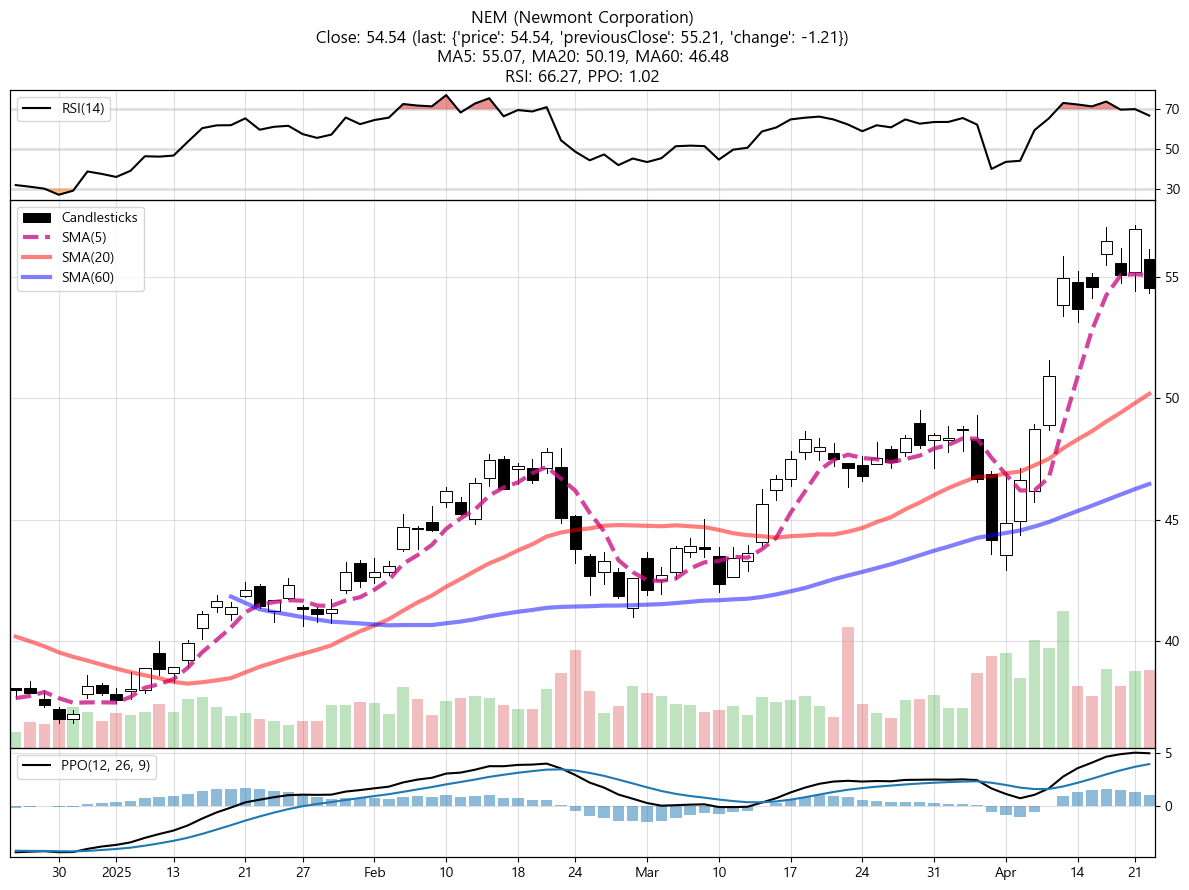 NEM (Newmont Corporation)
Close: 54.54 (last: {'price': 54.54, 'previousClose': 55.21, 'change': -1.21})
MA5: 55.07, MA20: 50.19, MA60: 46.48
RSI: 66.27, PPO: 1.02
RSI(14)
70
50
30
Candlesticks
SMA(5)
SMA(20)
SMA(60)
55
50
45
40
PPO(12, 26, 9)
5
0
30 2025 13 21 27 Feb 10 18 24 Mar 10 17 24 31 Apr 14 21